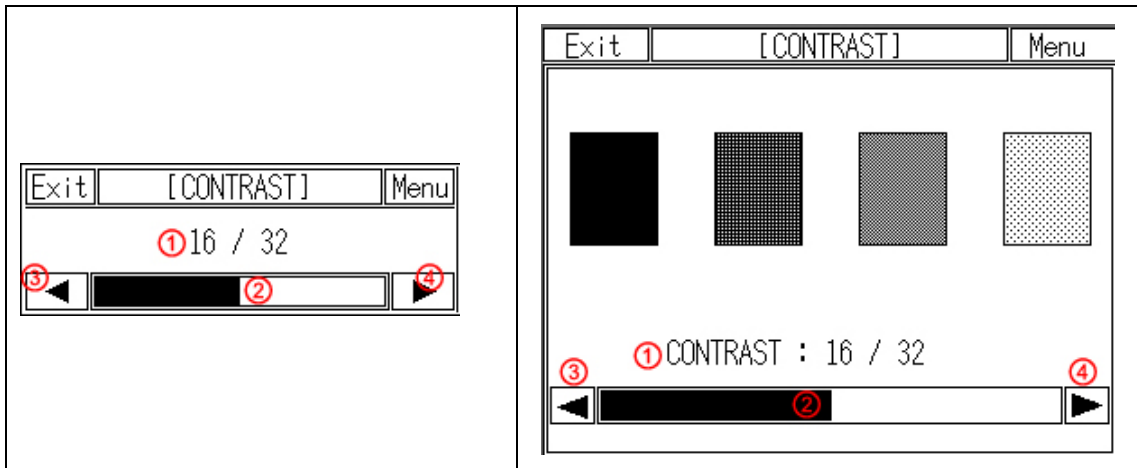 Exit [CONTRAST] Menu
①16 / 32
③ ◀ ② ④ ▶
Exit [CONTRAST] Menu
①CONTRAST : 16 / 32
③ ④
◀ ② ▶